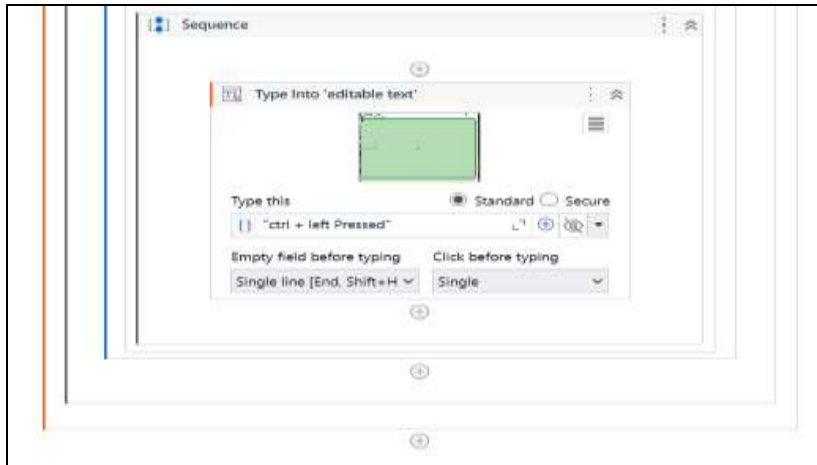 Sequence
Type Into 'editable text'
Type this
Standard
Secure
"ctrl + left Pressed"
Empty field before typing
Click before typing
Single line [End, Shift+H
Single